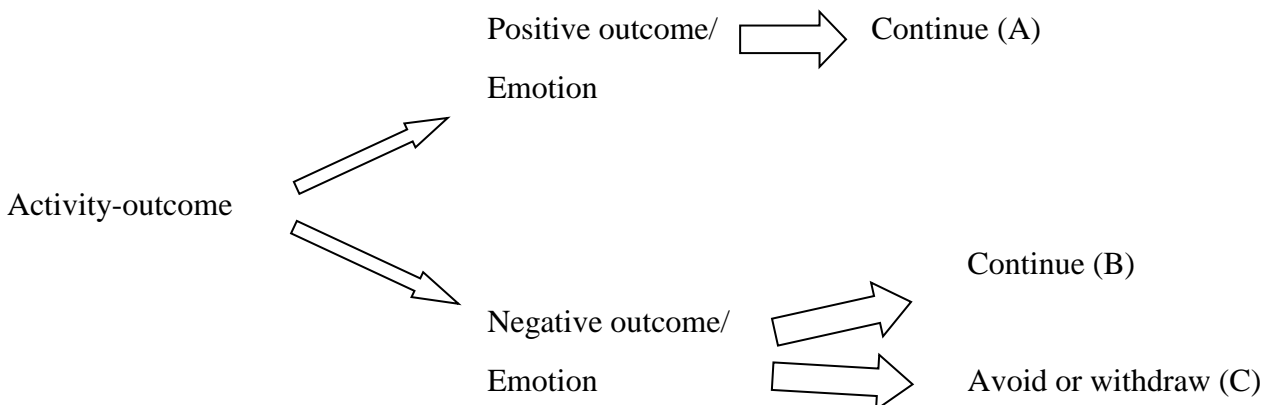 Positive outcome/
Emotion
Continue (A)
Activity-outcome
Negative outcome/
Emotion
Continue (B)
Avoid or withdraw (C)